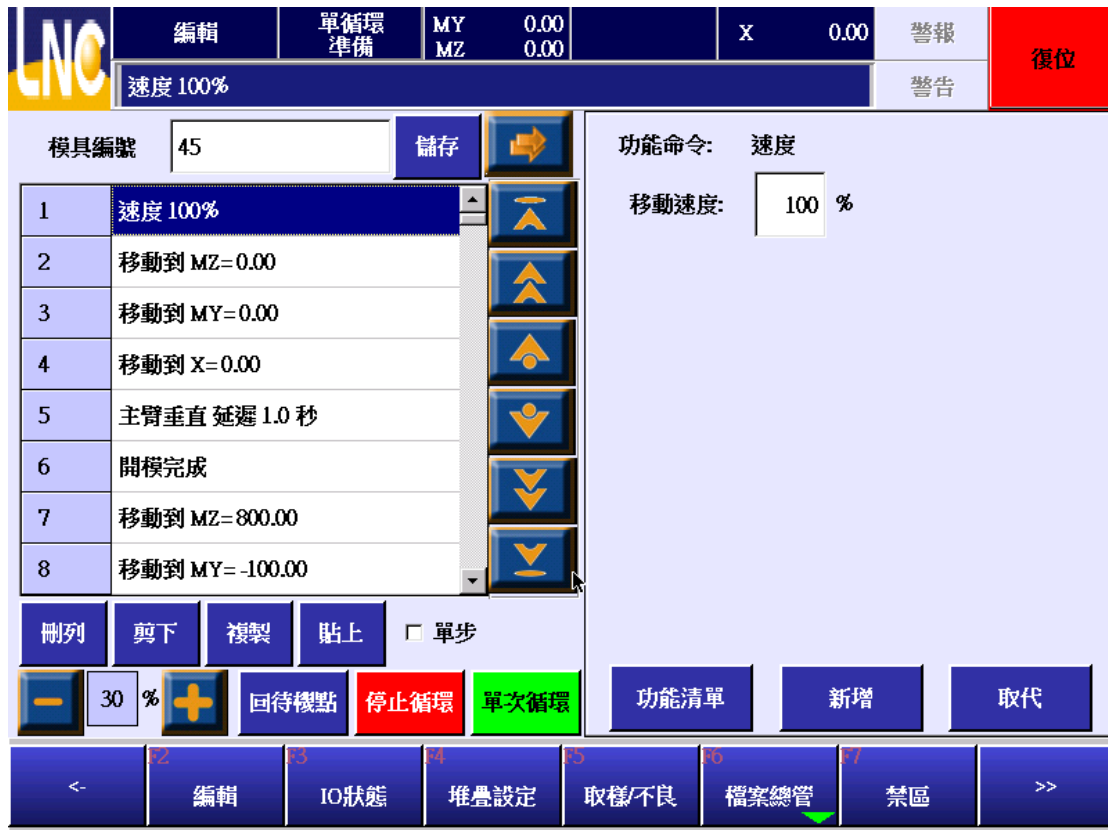 LNC
編輯
單循環
準備
MY 0.00
MZ 0.00
X 0.00
警報
復位
速度 100%
警告
模具編號 45 儲存
功能命令: 速度
移動速度: 100 %
1 速度 100%
2 移動到 MZ=0.00
3 移動到 MY=0.00
4 移動到 X=0.00
5 主臂垂直 延遲 1.0 秒
6 開模完成
7 移動到 MZ=800.00
8 移動到 MY=-100.00
刪列 剪下 複製 貼上 單步
30 % 回待機點 停止循環 單次循環
功能清單 新增 取代
<-
F2 編輯
F3 IO狀態
F4 堆疊設定
F5 取樣/不良
F6 檔案總管
F7 禁區
>>